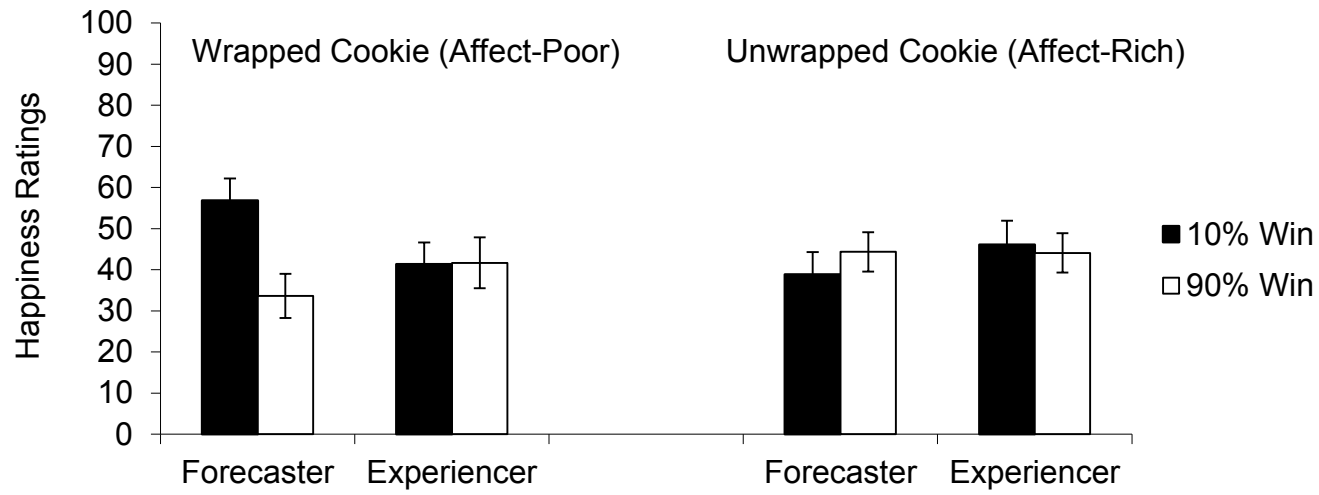 Happiness Ratings
100
90
80
70
60
50
40
30
20
10
0
Wrapped Cookie (Affect-Poor)
Unwrapped Cookie (Affect-Rich)
10% Win
90% Win
Forecaster Experiencer Forecaster Experiencer